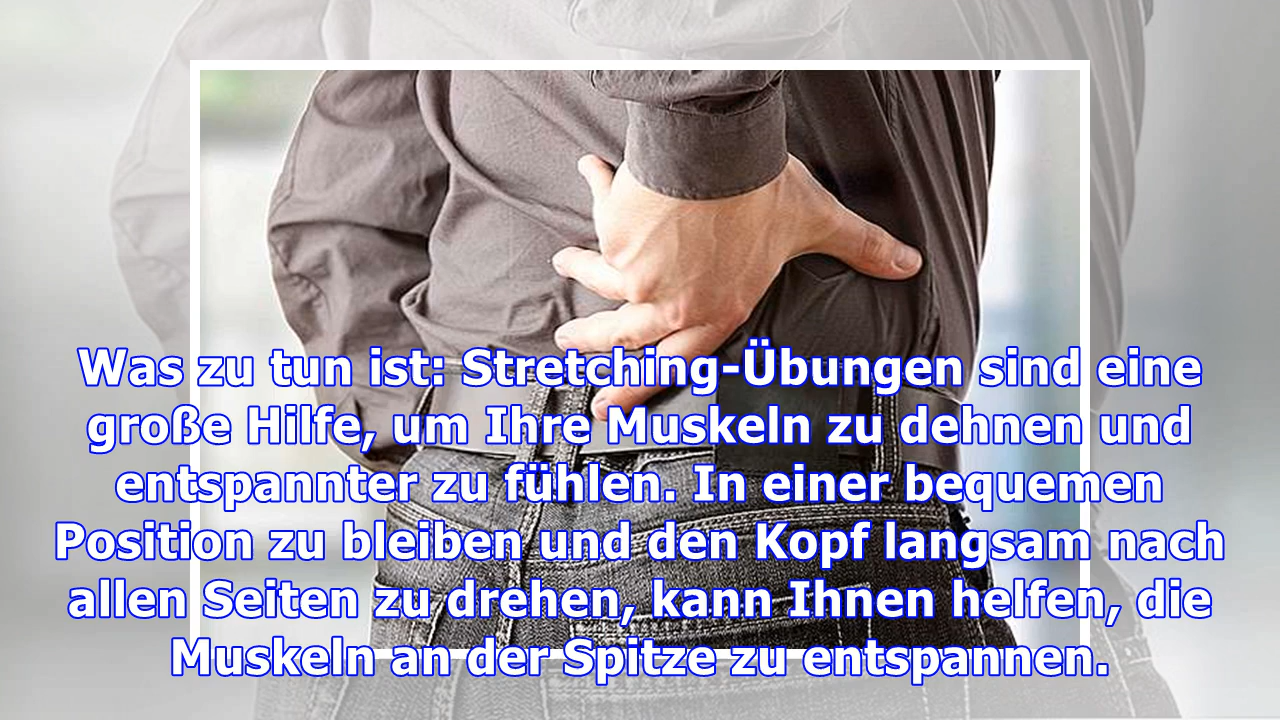 Was zu tun ist: Stretching-Übungen sind eine
große Hilfe, um Ihre Muskeln zu dehnen und
entspannter zu fühlen. In einer bequemen
Position zu bleiben und den Kopf langsam nach
allen Seiten zu drehen, kann Ihnen helfen, die
Muskeln an der Spitze zu entspannen.